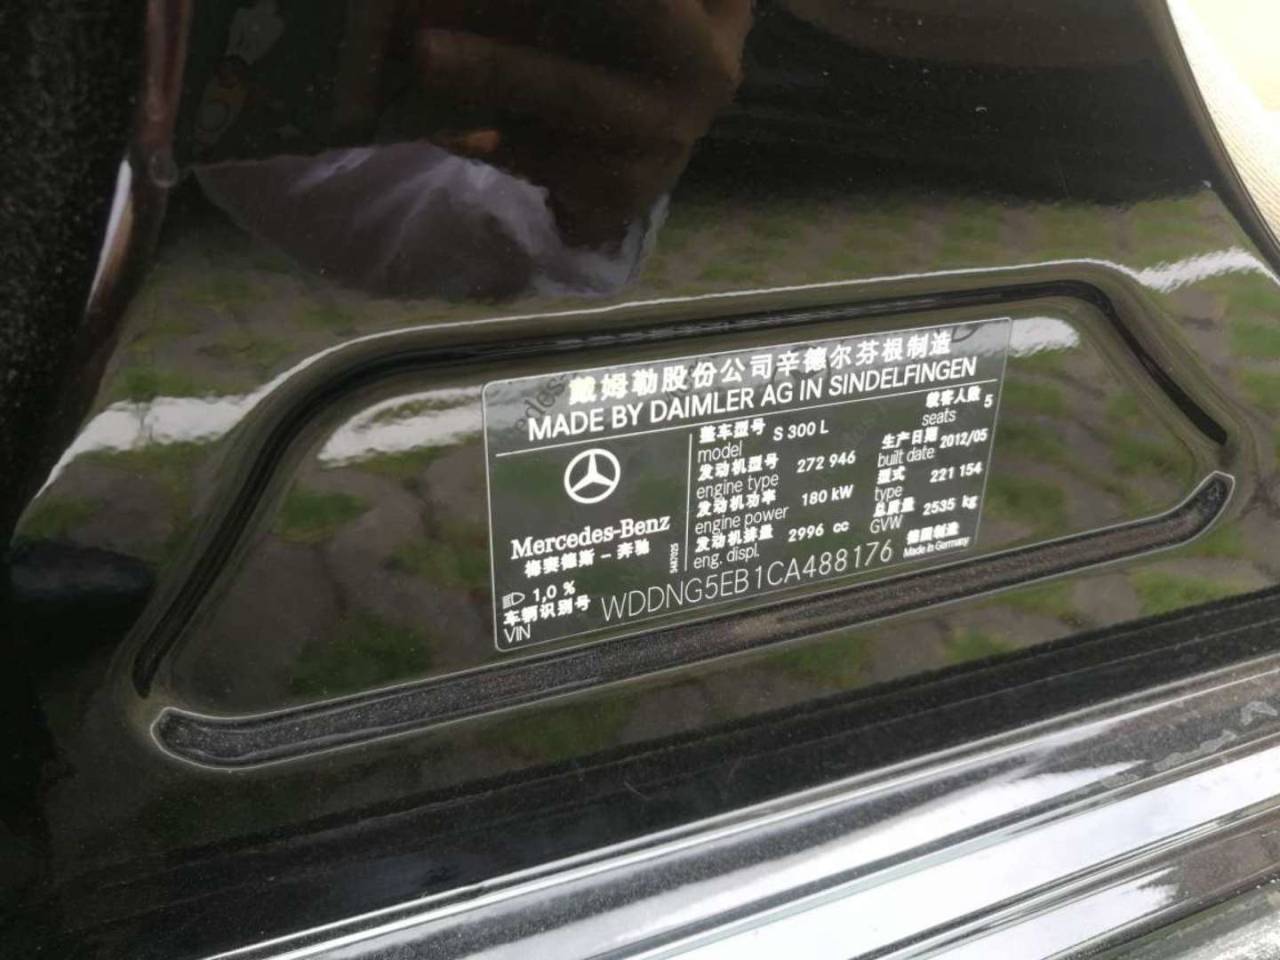 戴姆勒股份公司辛德尔芬根制造
MADE BY DAIMLER AG IN SINDELFINGEN
Mercedes-Benz
梅赛德斯-奔驰
1,0 %
整车型号 S 300 L
model
载客人数 5
seats
发动机型号 272 946
engine type
生产日期 2012/05
built date
发动机功率 180 kW
engine power
型式 221 154
type
发动机排量 2996 cc
eng. displ.
总质量 2535 kg
GVW
德国制造
Made in Germany
车辆识别号 WDDNG5EB1CA488176
VIN